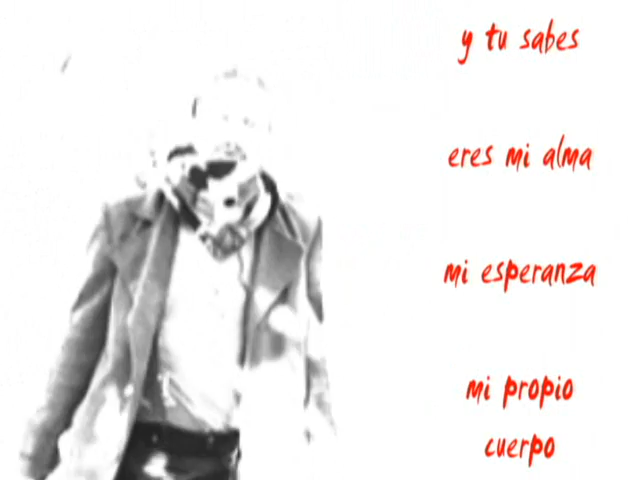 y tu sabes
eres mi alma
mi esperanza
mi propio
cuerpo